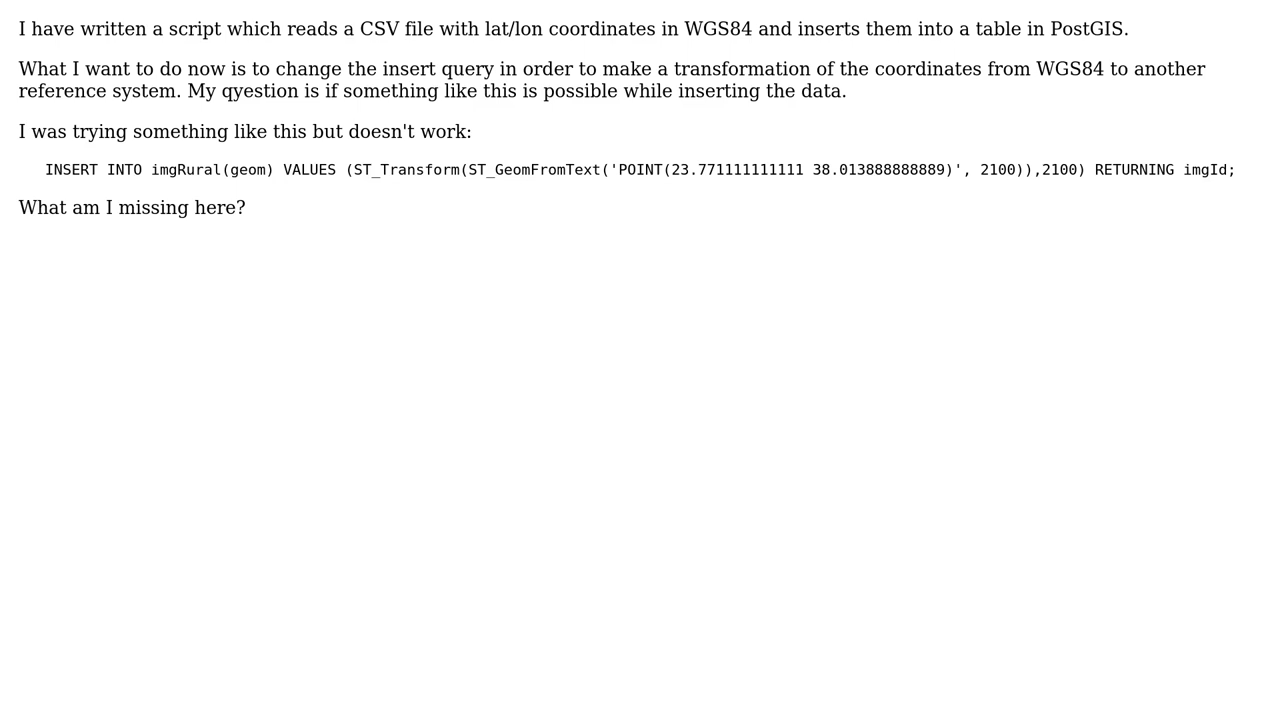 I have written a script which reads a CSV file with lat/lon coordinates in WGS84 and inserts them into a table in PostGIS.
What I want to do now is to change the insert query in order to make a transformation of the coordinates from WGS84 to another
reference system. My qyestion is if something like this is possible while inserting the data.
I was trying something like this but doesn't work:
INSERT INTO imgRural(geom) VALUES (ST_Transform(ST_GeomFromText('POINT(23.771111111111 38.013888888889)', 2100)),2100) RETURNING imgId;
What am I missing here?